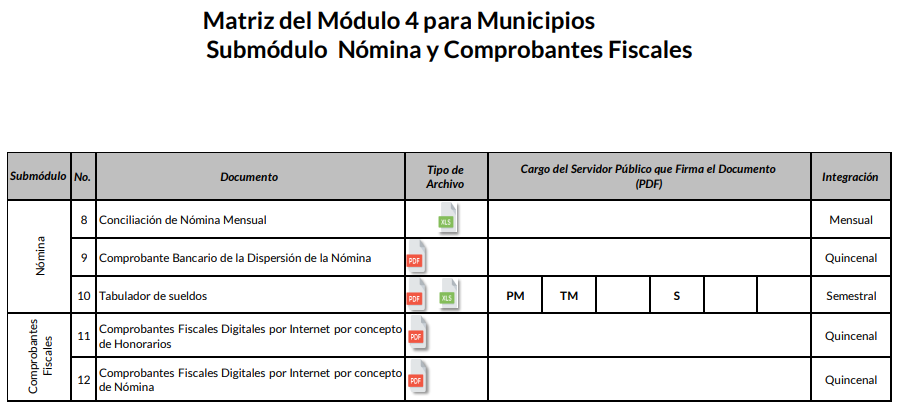 Matriz del Módulo 4 para Municipios
Submódulo Nómina y Comprobantes Fiscales
Submódulo No. Documento Tipo de Archivo Cargo del Servidor Público que Firma el Documento (PDF) Integración
Nómina
8 Conciliación de Nómina Mensual XLS Mensual
9 Comprobante Bancario de la Dispersión de la Nómina PDF Quincenal
10 Tabulador de sueldos PDF XLS PM TM S Semestral
Comprobantes
Fiscales
11 Comprobantes Fiscales Digitales por Internet por concepto
de Honorarios PDF Quincenal
12 Comprobantes Fiscales Digitales por Internet por concepto
de Nómina PDF Quincenal